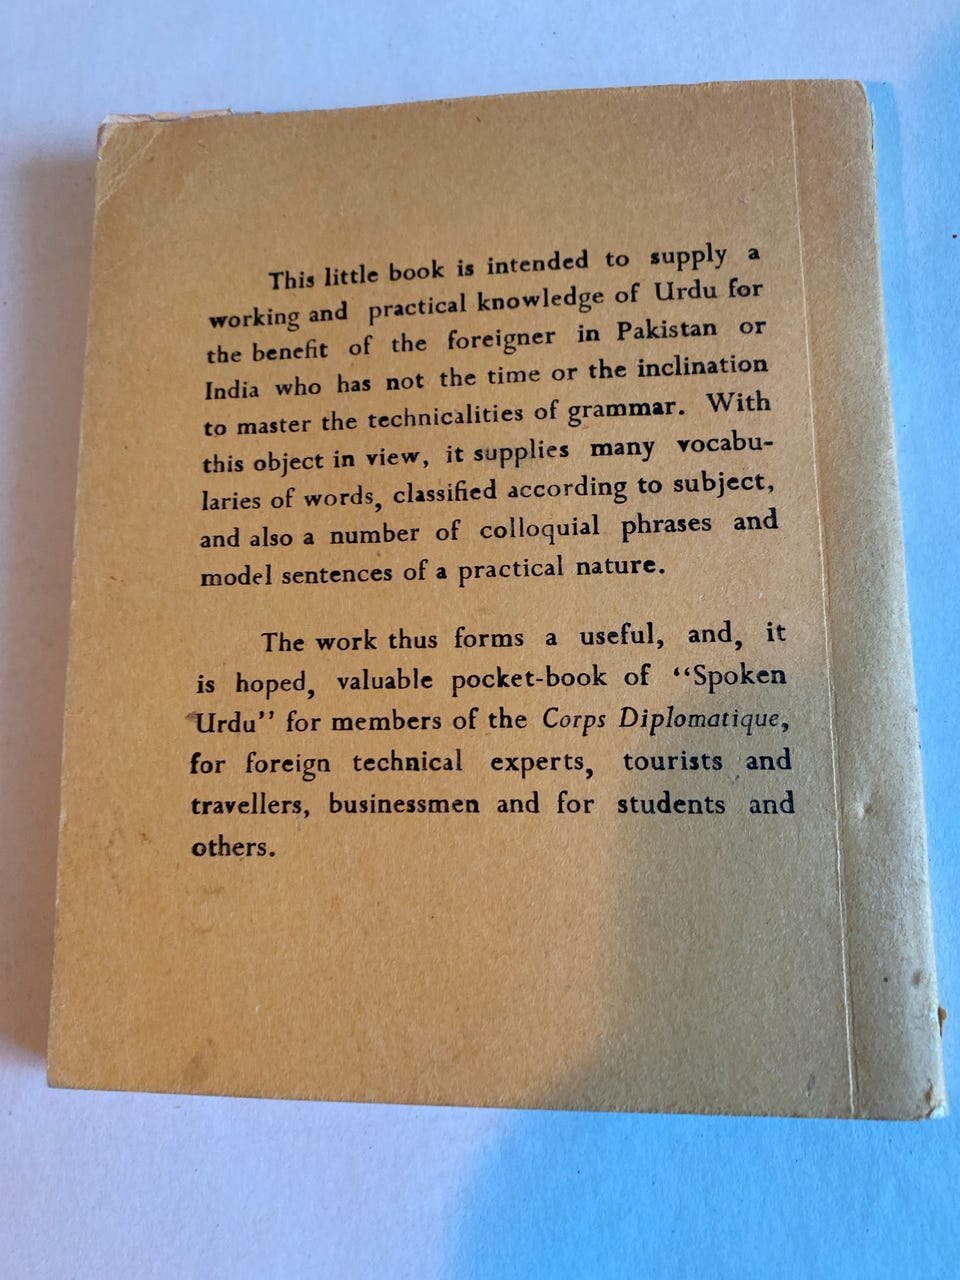 This little book is intended to supply a
working and practical knowledge of Urdu for
the benefit of the foreigner in Pakistan or
India who has not the time or the inclination
to master the technicalities of grammar. With
this object in view, it supplies many vocabu-
laries of words, classified according to subject,
and also a number of colloquial phrases and
model sentences of a practical nature.
The work thus forms a useful, and, it
is hoped, valuable pocket-book of “Spoken
Urdu” for members of the Corps Diplomatique,
for foreign technical experts, tourists and
travellers, businessmen and for students and
others.